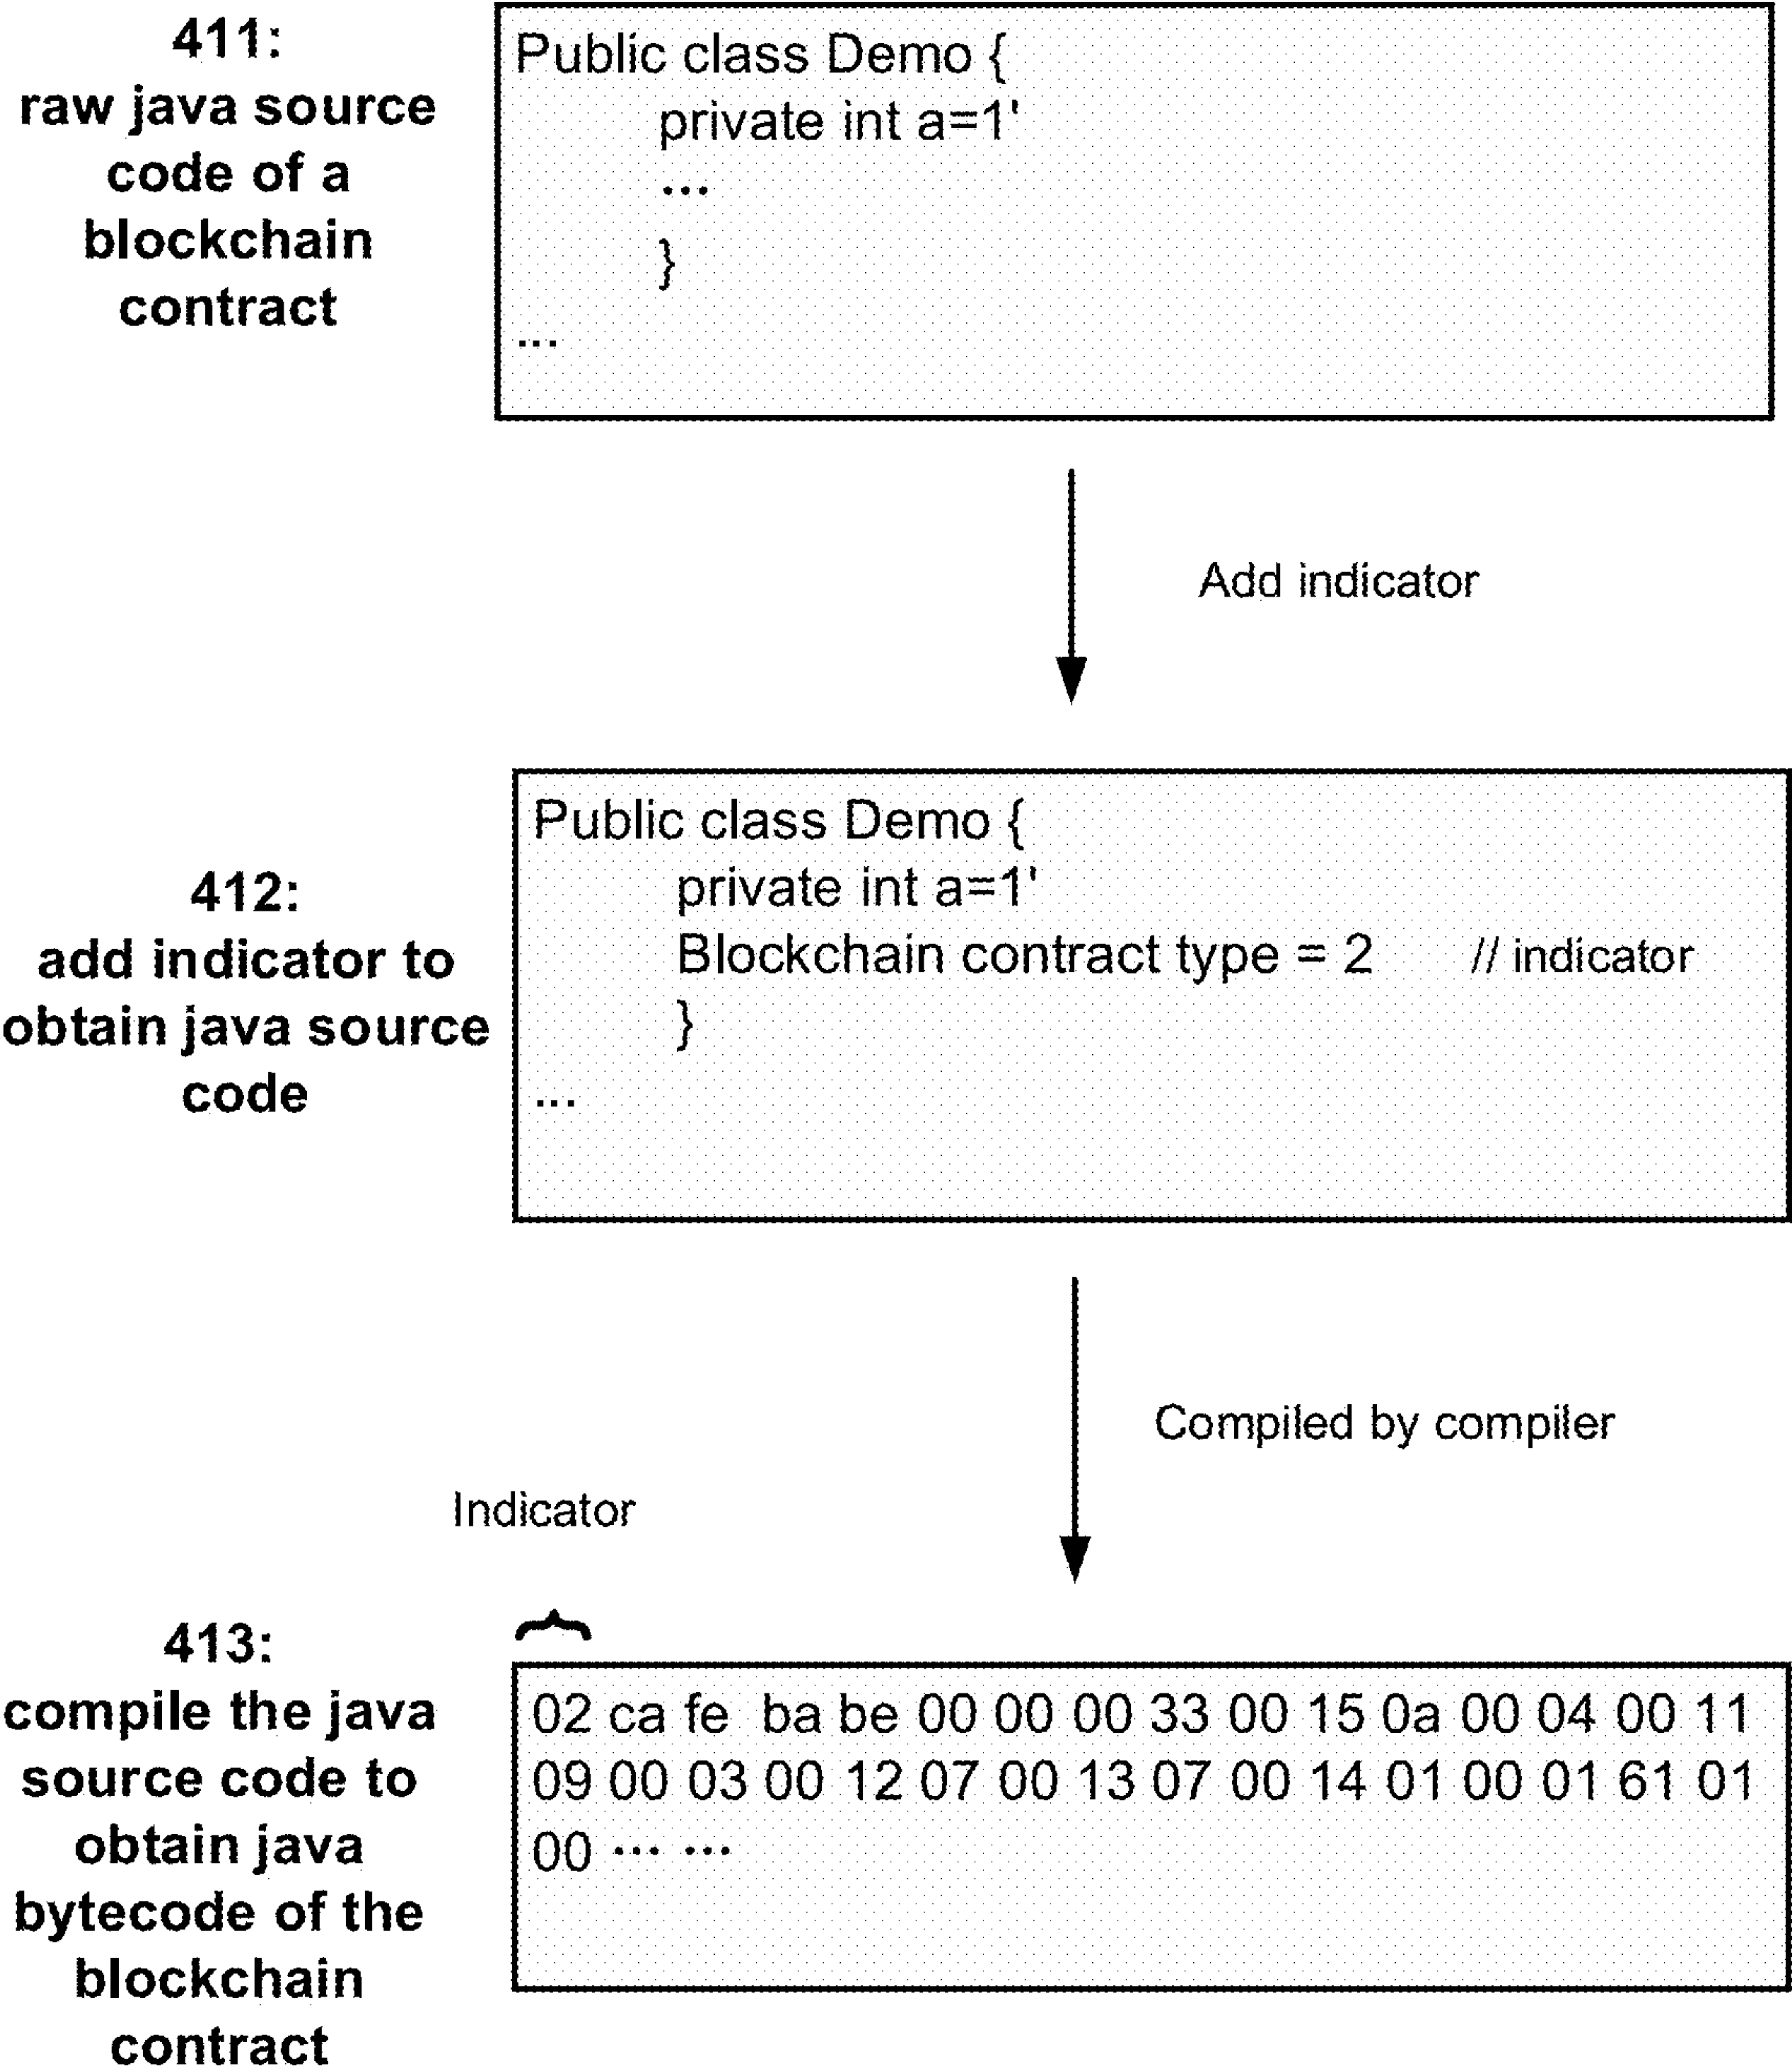 411:
raw java source
code of a
blockchain
contract
Public class Demo {
private int a=1'
...
}
...
Add indicator
412:
add indicator to
obtain java source
code
Public class Demo {
private int a=1'
Blockchain contract type = 2 // indicator
}
...
Compiled by compiler
Indicator
413:
compile the java
source code to
obtain java
bytecode of the
blockchain
contract
02 ca fe ba be 00 00 00 33 00 15 0a 00 04 00 11
09 00 03 00 12 07 00 13 07 00 14 01 00 01 61 01
00 ... ...